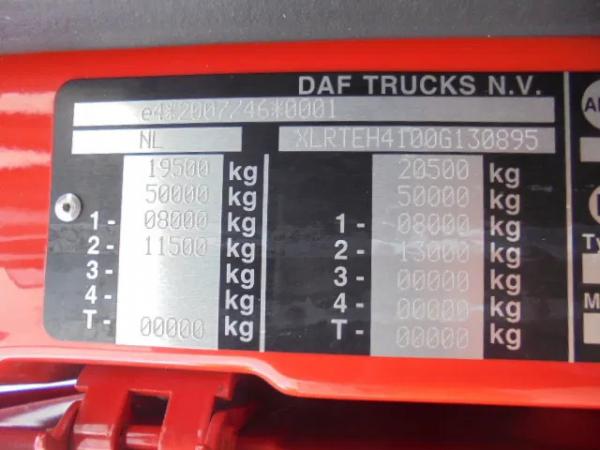 DAF TRUCKS N.V.
e4*2007/46*0001
NL XLRTEH4100G130895
19500 kg 20500 kg
50000 kg 50000 kg
1- 08000 kg 1- 08000 kg
2- 11500 kg 2- 13000 kg
3- kg 3- 00000 kg
4- kg 4- 00000 kg
T- 00000 kg T- 00000 kg
Ty
M